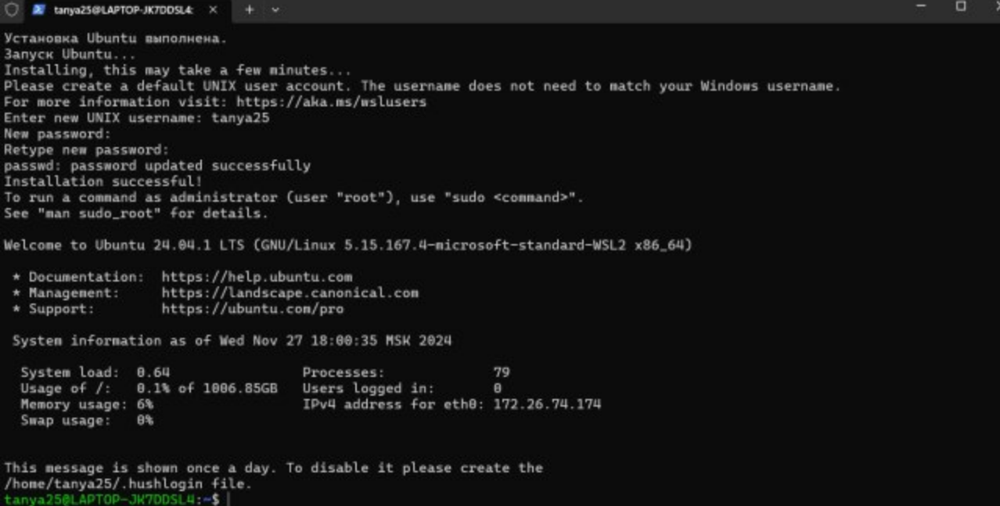 tanya25@LAPTOP-JK7DDSL4:
Установка Ubuntu выполнена.
Запуск Ubuntu...
Installing, this may take a few minutes...
Please create a default UNIX user account. The username does not need to match your Windows username.
For more information visit: https://aka.ms/wslusers
Enter new UNIX username: tanya25
New password:
Retype new password:
passwd: password updated successfully
Installation successful!
To run a command as administrator (user "root"), use "sudo <command>".
See "man sudo_root" for details.
Welcome to Ubuntu 24.04.1 LTS (GNU/Linux 5.15.167.4-microsoft-standard-WSL2 x86_64)
* Documentation: https://help.ubuntu.com
* Management: https://landscape.canonical.com
* Support: https://ubuntu.com/pro
System information as of Wed Nov 27 18:00:35 MSK 2024
System load: 0.64 Processes: 79
Usage of /: 0.1% of 1006.85GB Users logged in: 0
Memory usage: 6% IPv4 address for eth0: 172.26.74.174
Swap usage: 0%
This message is shown once a day. To disable it please create the
/home/tanya25/.hushlogin file.
tanya25@LAPTOP-JK7DDSL4:~$